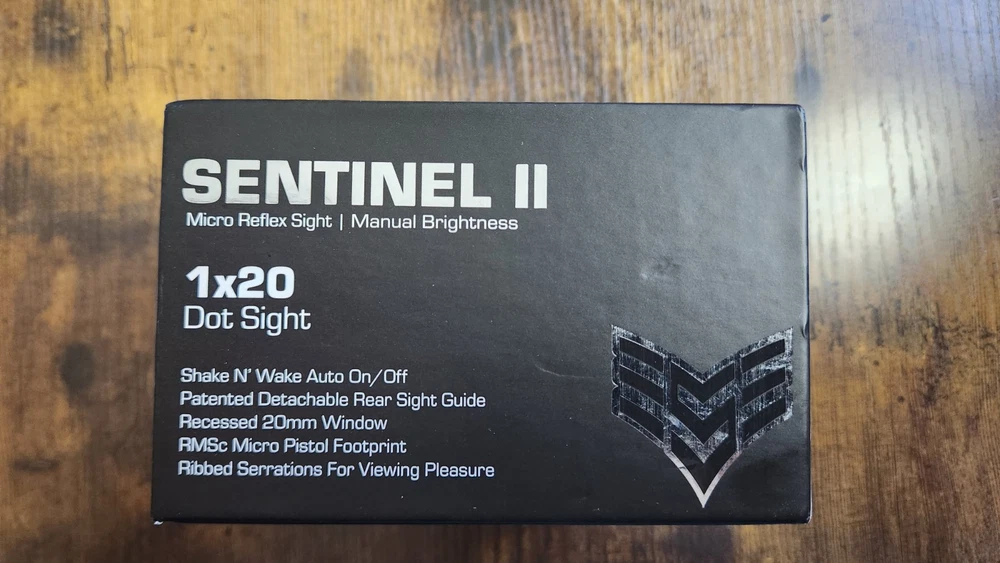 SENTINEL II
Micro Reflex Sight | Manual Brightness
1x20
Dot Sight
Shake N' Wake Auto On/Off
Patented Detachable Rear Sight Guide
Recessed 20mm Window
RMSc Micro Pistol Footprint
Ribbed Serrations For Viewing Pleasure